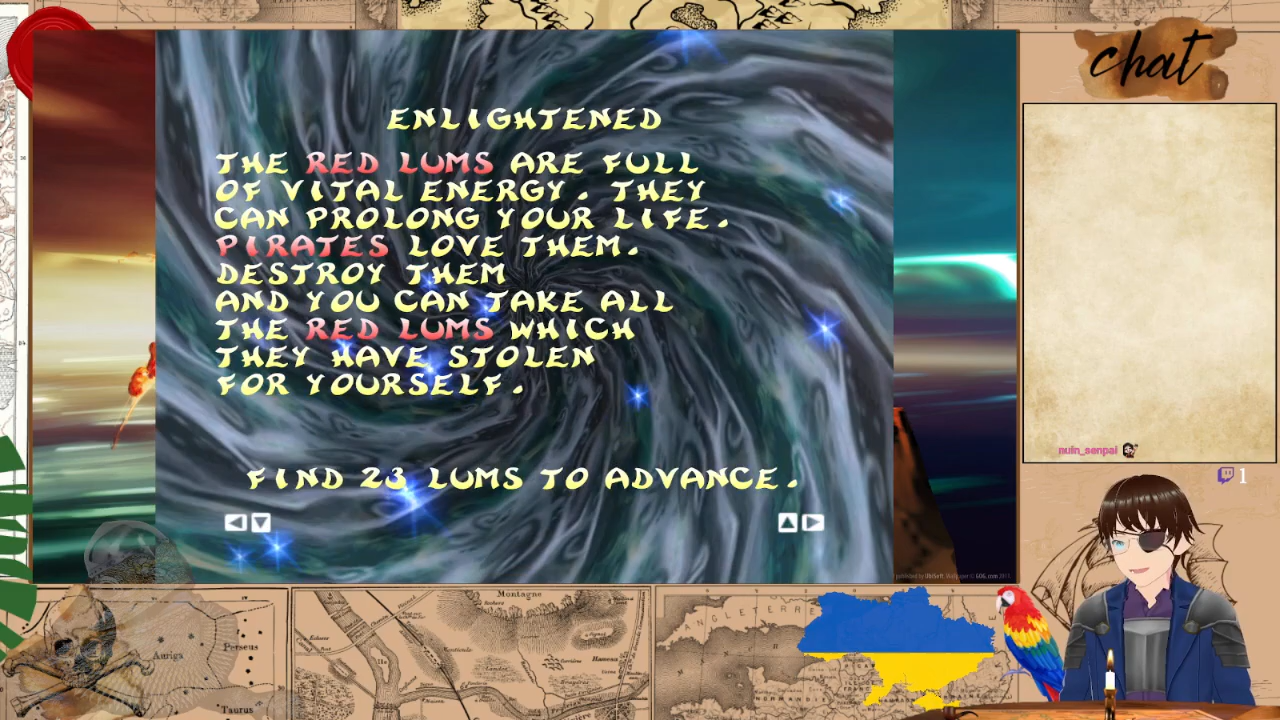 chat
ENLIGHTENED
THE RED LUMS ARE FULL
OF VITAL ENERGY. THEY
CAN PROLONG YOUR LIFE.
PIRATES LOVE THEM.
DESTROY THEM
AND YOU CAN TAKE ALL
THE RED LUMS WHICH
THEY HAVE STOLEN
FOR YOURSELF.
FIND 23 LUMS TO ADVANCE.
nuin_senpai
1
Montagne
Auriga
Perseus
Taurus